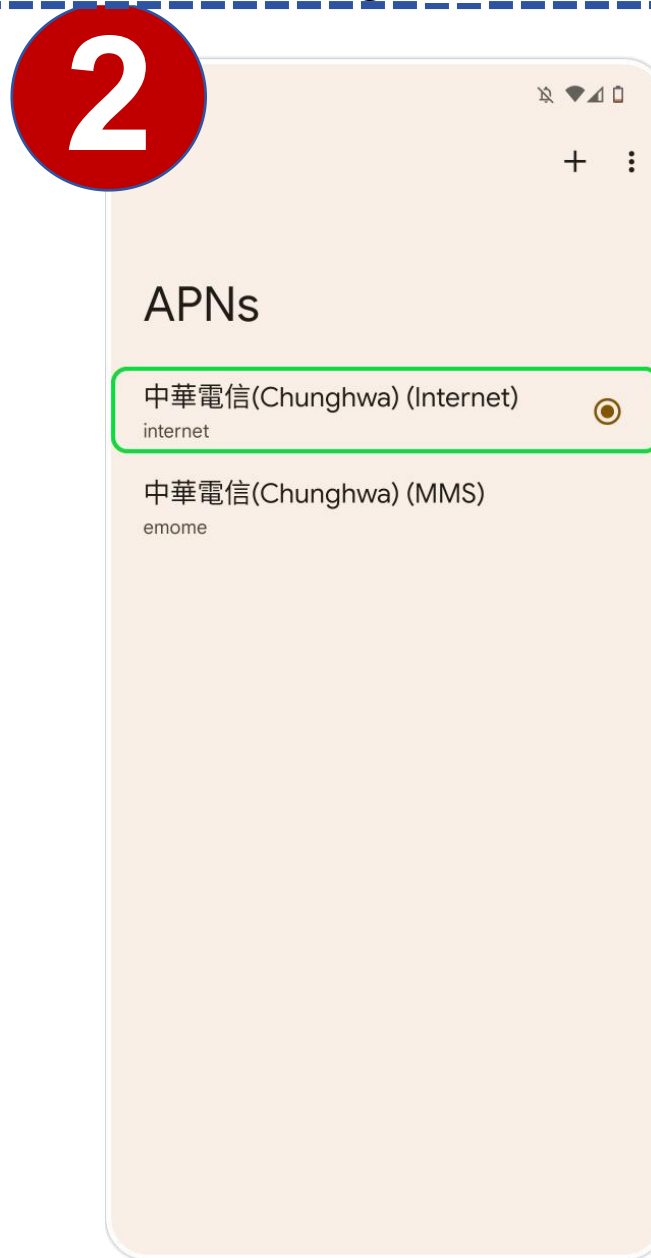 2
APNs
中華電信(Chunghwa) (Internet)
internet
中華電信(Chunghwa) (MMS)
emome